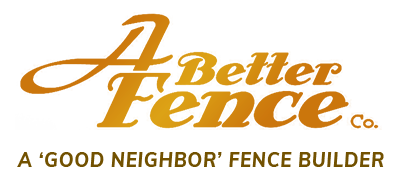 A Better
Fence Co.
A ‘GOOD NEIGHBOR’ FENCE BUILDER